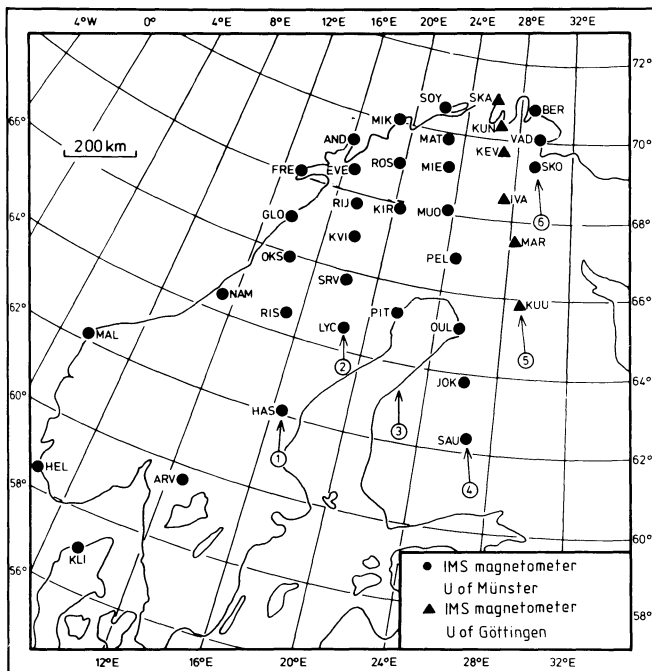 4°W 0° 4° 8° 12° 16° 20° 24° 28° 32°E
72°
SOY SKA
BER
MIK
KUN
66°
AND MAT VAD 70°
KEV
200 km
ROS MIE SKO
FRE EVE
RIJ IVA
64°
GLO KIR MUO 68°
6
KVI MAR
OKS PEL
SRV
62°
NAM 66°
RIS PIT KUU
LYC OUL
MAL
2 5
JOK 64°
60°
HAS
3
SAU
1
62°
HEL
ARV 4
58°
60°
KLI
IMS magnetometer
U of Münster
56°
IMS magnetometer 58°
U of Göttingen
12°E 16°E 20°E 24°E